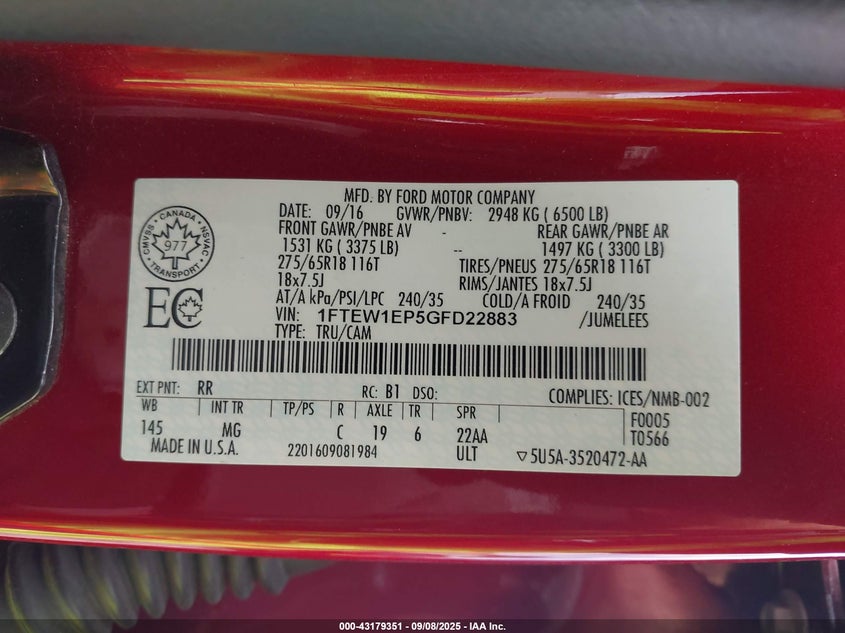 MFD. BY FORD MOTOR COMPANY
DATE: 09/16 GVWR/PNBV: 2948 KG ( 6500 LB)
FRONT GAWR/PNBE AV - REAR GAWR/PNBE AR
1531 KG ( 3375 LB) -- 1497 KG ( 3300 LB)
275/65R18 116T TIRES/PNEUS 275/65R18 116T
18x7.5J RIMS/JANTES 18x7.5J
AT/A kPa/PSI/LPC 240/35 COLD/A FROID 240/35
VIN: 1FTEW1EP5GFD22883 /JUMELEES
TYPE: TRU/CAM
CANADA
CMVSS NSVAC
977
TRANSPORT
EC
EXT PNT: RR RC: B1 DSO: COMPLIES: ICES/NMB-002
WB INT TR TP/PS R AXLE TR SPR F0005
145 MG C 19 6 22AA T0566
MADE IN U.S.A. 2201609081984 ULT ▽5U5A-3520472-AA
000-43179351 - 09/08/2025 - IAA Inc.